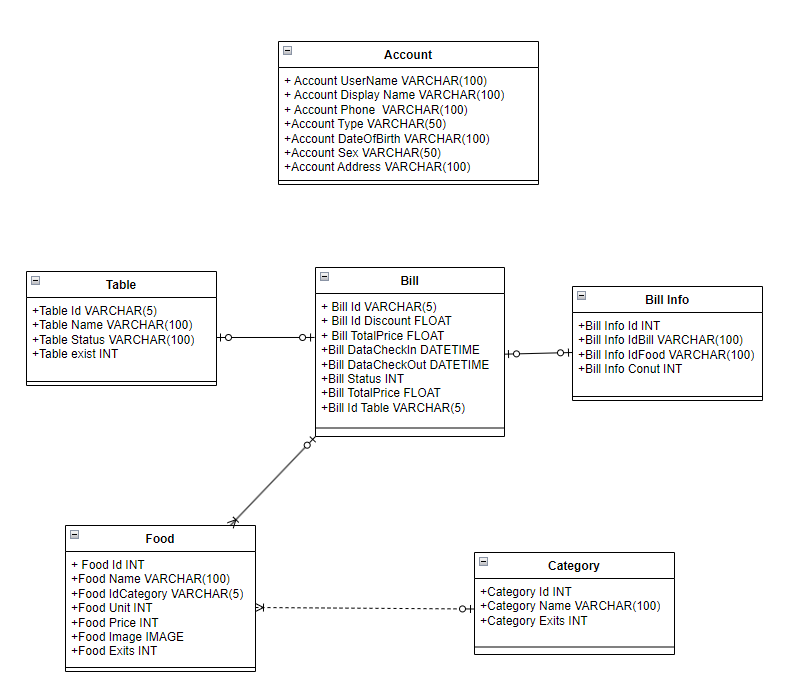 Account
+ Account UserName VARCHAR(100)
+ Account Display Name VARCHAR(100)
+ Account Phone  VARCHAR(100)
+Account Type VARCHAR(50)
+Account DateOfBirth VARCHAR(100)
+Account Sex VARCHAR(50)
+Account Address VARCHAR(100)
Table
+Table Id VARCHAR(5)
+Table Name VARCHAR(100)
+Table Status VARCHAR(100)
+Table exist INT
Bill
+ Bill Id VARCHAR(5)
+ Bill Id Discount FLOAT
+ Bill TotalPrice FLOAT
+Bill DataCheckIn DATETIME
+Bill DataCheckOut DATETIME
+Bill Status INT
+Bill TotalPrice FLOAT
+Bill Id Table VARCHAR(5)
Bill Info
+Bill Info Id INT
+Bill Info IdBill VARCHAR(100)
+Bill Info IdFood VARCHAR(100)
+Bill Info Conut INT
Food
+ Food Id INT
+Food Name VARCHAR(100)
+Food IdCategory VARCHAR(5)
+Food Unit INT
+Food Price INT
+Food Image IMAGE
+Food Exits INT
Category
+Category Id INT
+Category Name VARCHAR(100)
+Category Exits INT